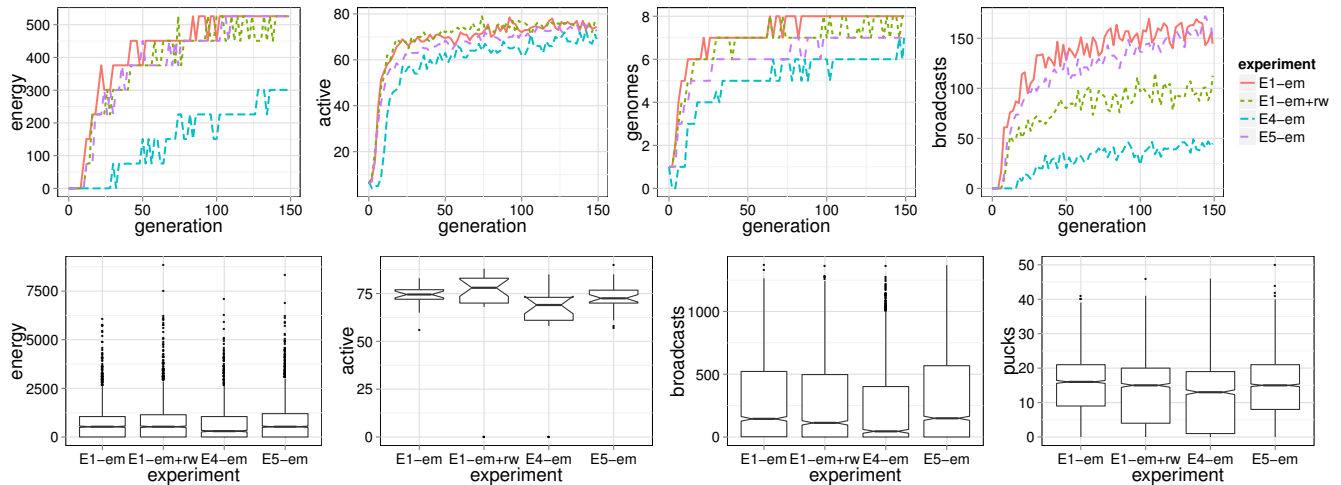 energy
500
400
300
200
100
0
0 50 100 150
generation
active
80
60
40
20
0 50 100 150
generation
genomes
8
6
4
2
0
0 50 100 150
generation
broadcasts
150
100
50
0
0 50 100 150
generation
experiment
E1−em
E1−em+rw
E4−em
E5−em
energy
7500
5000
2500
0
E1−em E1−em+rw E4−em E5−em
experiment
active
75
50
25
0
E1−em E1−em+rw E4−em E5−em
experiment
broadcasts
1000
500
0
E1−em E1−em+rw E4−em E5−em
experiment
pucks
50
40
30
20
10
0
E1−em E1−em+rw E4−em E5−em
experiment